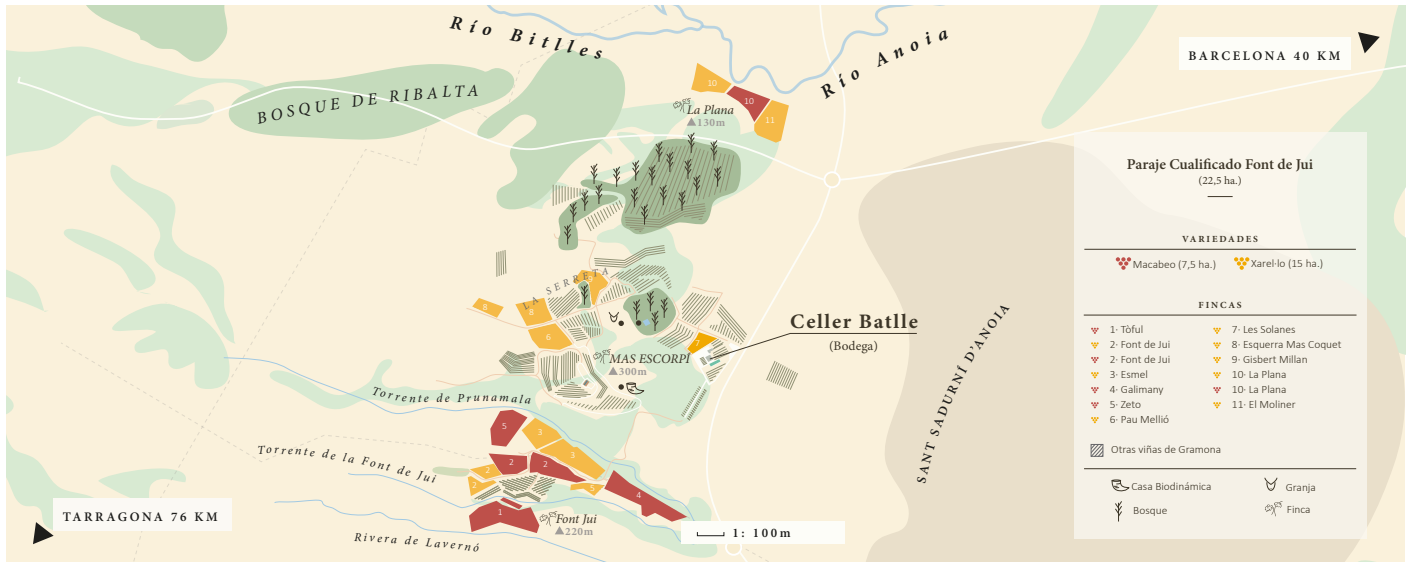 Río Bitlles
Río Anoia
BARCELONA 40 KM
BOSQUE DE RIBALTA
10
10
11
La Plana
130m
Paraje Cualificado Font de Jui
(22,5 ha.)
VARIEDADES
Macabeo (7,5 ha.)
Xarel·lo (15 ha.)
FINCAS
1· Tòful
2· Font de Jui
2· Font de Jui
3· Esmel
4· Galimany
5· Zeto
6· Pau Mellió
7· Les Solanes
8· Esquerra Mas Coquet
9· Gisbert Millan
10· La Plana
10· La Plana
11· El Moliner
Otras viñas de Gramona
Casa Biodinámica
Granja
Bosque
Finca
LA SERRETA
8
8
6
7
Celler Batlle
(Bodega)
MAS ESCORPÍ
300m
SANT SADURNÍ D'ANOIA
Torrente de Prunamala
5
3
3
Torrente de la Font de Jui
2
2
2
2
4
1
Font Jui
220m
TARRAGONA 76 KM
Rivera de Lavernó
1: 100m